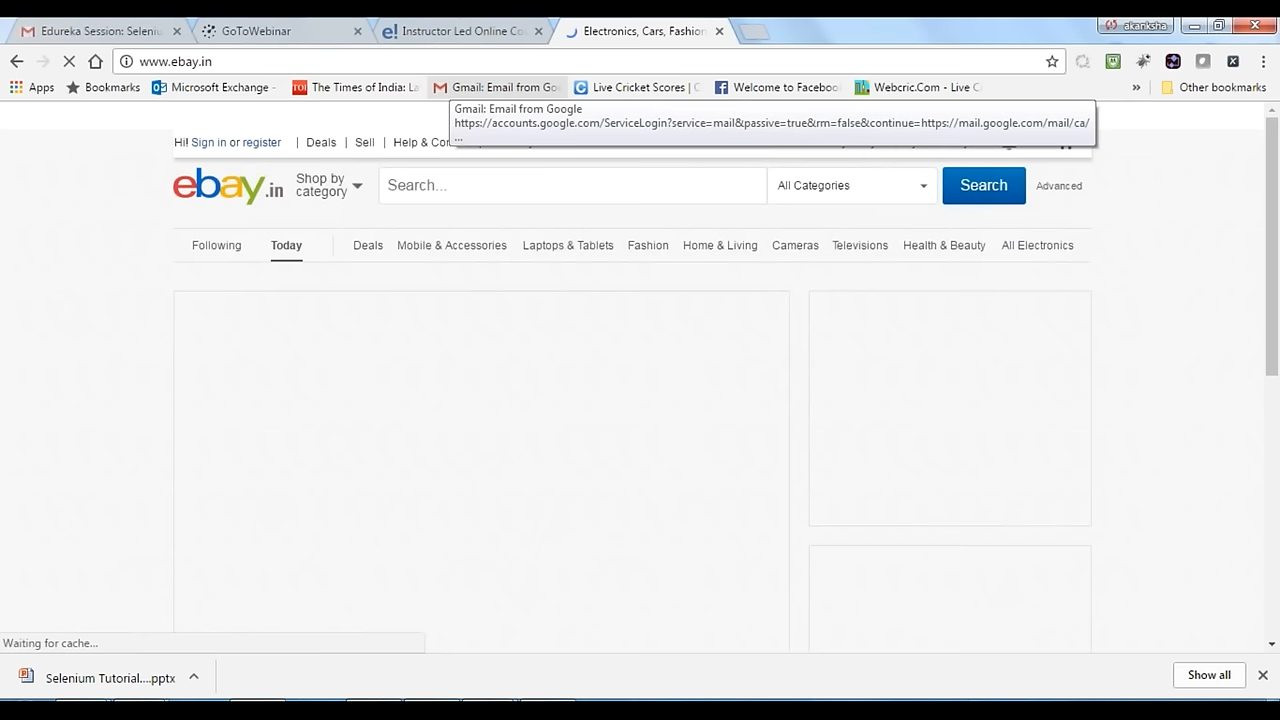 Edureka Session: Seleni
GoToWebinar
Instructor Led Online Co
Electronics, Cars, Fashion
akanksha
www.ebay.in
Apps
Bookmarks
Microsoft Exchange -
The Times of India: La
Gmail: Email from Go
Live Cricket Scores | C
Welcome to Faceboo
Webcric.Com - Live C
»
Other bookmarks
Gmail: Email from Google
https://accounts.google.com/ServiceLogin?service=mail&passive=true&rm=false&continue=https://mail.google.com/mail/ca/
...
Hi! Sign in or register | Deals | Sell | Help & Con
ebay.in
Shop by
category
Search...
All Categories
Search
Advanced
Following
Today
Deals
Mobile & Accessories
Laptops & Tablets
Fashion
Home & Living
Cameras
Televisions
Health & Beauty
All Electronics
Waiting for cache...
Selenium Tutorial....pptx
Show all